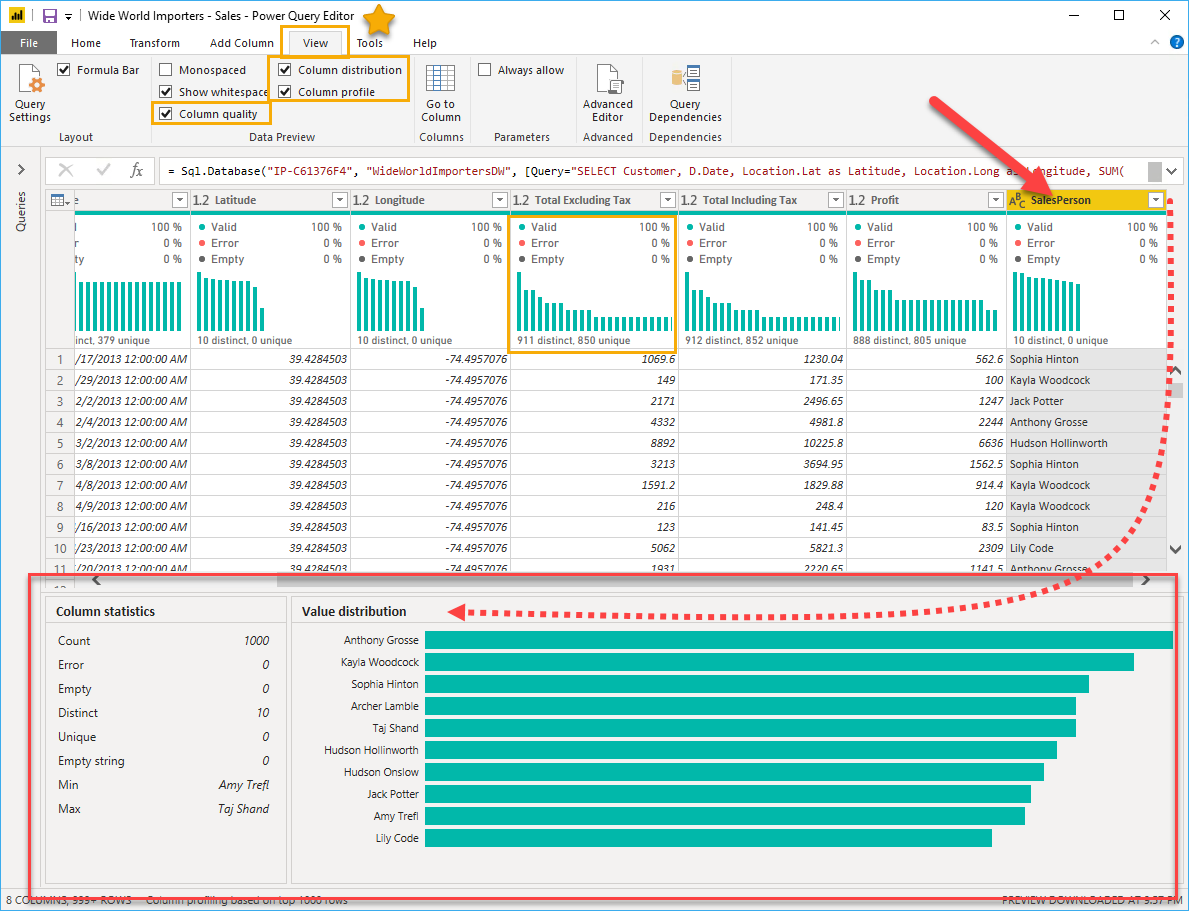 Wide World Importers - Sales - Power Query Editor
File Home Transform Add Column View Tools Help
Query Settings
Formula Bar
Layout
Monospaced
Show whitespace
Column quality
Column distribution
Column profile
Data Preview
Go to Column
Columns
Always allow
Parameters
Advanced Editor
Advanced
Query Dependencies
Dependencies
Queries
fx
= Sql.Database("IP-C61376F4", "WideWorldImportersDW", [Query="SELECT Customer, D.Date, Location.Lat as Latitude, Location.Long as Longitude, SUM(
e 1.2 Latitude 1.2 Longitude 1.2 Total Excluding Tax 1.2 Total Including Tax 1.2 Profit ABC SalesPerson
d 100 % Valid 100 % Valid 100 % Valid 100 % Valid 100 % Valid 100 % Valid 100 %
r 0 % Error 0 % Error 0 % Error 0 % Error 0 % Error 0 % Error 0 %
ty 0 % Empty 0 % Empty 0 % Empty 0 % Empty 0 % Empty 0 % Empty 0 %
inct, 379 unique 10 distinct, 0 unique 10 distinct, 0 unique 911 distinct, 850 unique 912 distinct, 852 unique 888 distinct, 805 unique 10 distinct, 0 unique
1 /17/2013 12:00:00 AM 39.4284503 -74.4957076 1069.6 1230.04 562.6 Sophia Hinton
2 /29/2013 12:00:00 AM 39.4284503 -74.4957076 149 171.35 100 Kayla Woodcock
3 2/2/2013 12:00:00 AM 39.4284503 -74.4957076 2171 2496.65 1247 Jack Potter
4 2/4/2013 12:00:00 AM 39.4284503 -74.4957076 4332 4981.8 2244 Anthony Grosse
5 3/2/2013 12:00:00 AM 39.4284503 -74.4957076 8892 10225.8 6636 Hudson Hollinworth
6 3/8/2013 12:00:00 AM 39.4284503 -74.4957076 3213 3694.95 1562.5 Sophia Hinton
7 4/8/2013 12:00:00 AM 39.4284503 -74.4957076 1591.2 1829.88 914.4 Kayla Woodcock
8 4/9/2013 12:00:00 AM 39.4284503 -74.4957076 216 248.4 120 Kayla Woodcock
9 /16/2013 12:00:00 AM 39.4284503 -74.4957076 123 141.45 83.5 Sophia Hinton
10 /23/2013 12:00:00 AM 39.4284503 -74.4957076 5062 5821.3 2309 Lily Code
11 /20/2013 12:00:00 AM 39.4284503 -74.4957076 1931 2220.65 1141.5 Anthony Grosse
Column statistics
Count 1000
Error 0
Empty 0
Distinct 10
Unique 0
Empty string 0
Min Amy Trefl
Max Taj Shand
Value distribution
Anthony Grosse
Kayla Woodcock
Sophia Hinton
Archer Lamble
Taj Shand
Hudson Hollinworth
Hudson Onslow
Jack Potter
Amy Trefl
Lily Code
8 COLUMNS, 999+ ROWS Column profiling based on top 1000 rows PREVIEW DOWNLOADED AT 9:37 PM